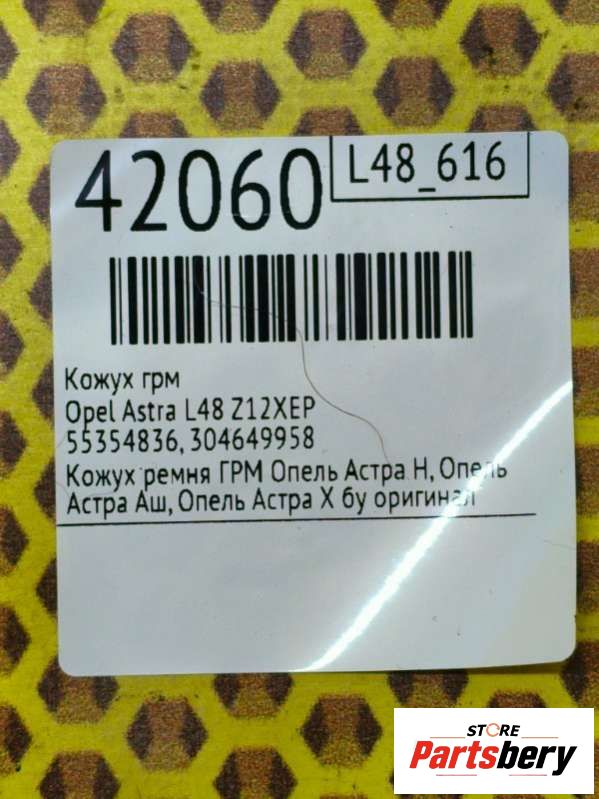 42060
L48_616
Кожух грм
Opel Astra L48 Z12XEP
55354836, 304649958
Кожух ремня ГРМ Опель Астра Н, Опель
Астра Аш, Опель Астра Х бу оригинал
STORE
Partsbery